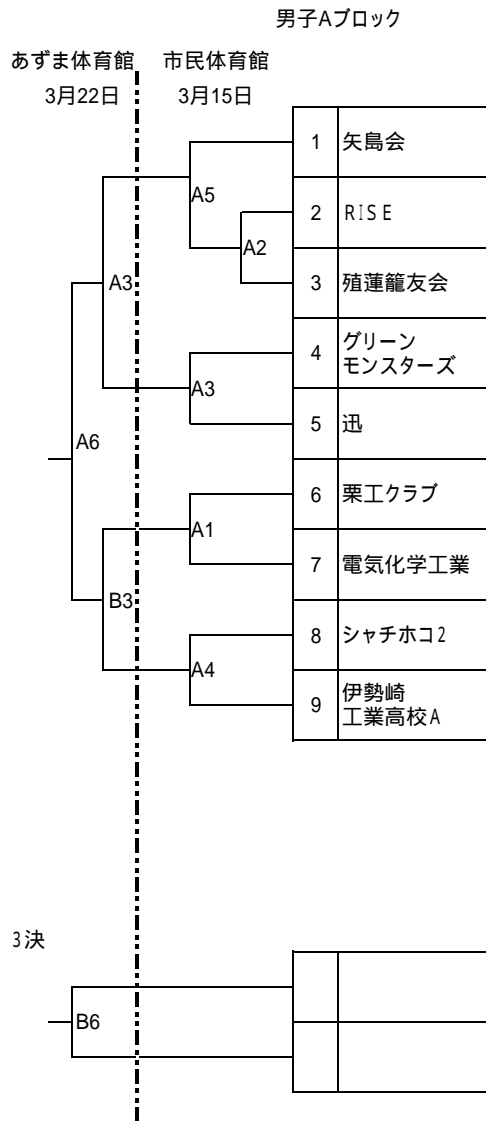 男子Aブロック
あずま体育館 市民体育館
3月22日 3月15日
1 矢島会
A5
2 RISE
A2
A3
3 殖蓮籠友会
4 グリーン
モンスターズ
A3
5 迅
A6
6 栗工クラブ
A1
7 電気化学工業
B3
8 シャチホコ2
A4
9 伊勢崎
工業高校A
3決
B6